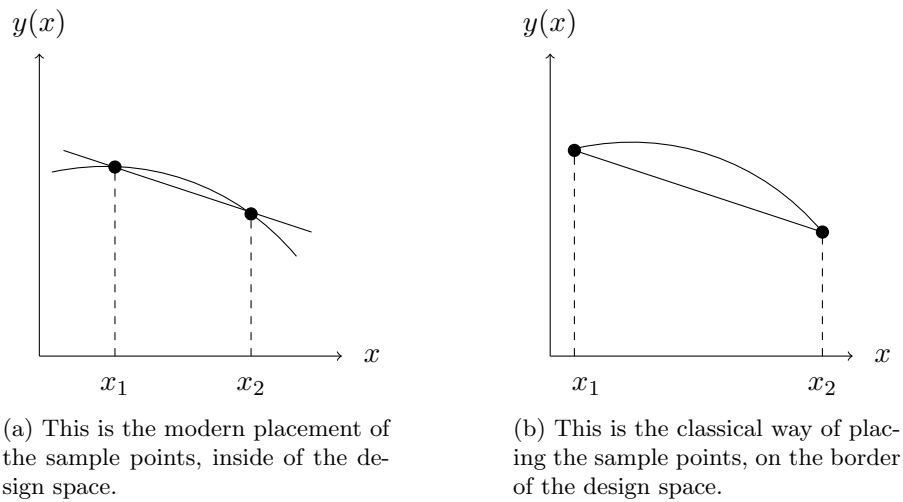 y(x)
x
x₁
x₂
(a) This is the modern placement of
the sample points, inside of the de-
sign space.
y(x)
x
x₁
x₂
(b) This is the classical way of plac-
ing the sample points, on the border
of the design space.